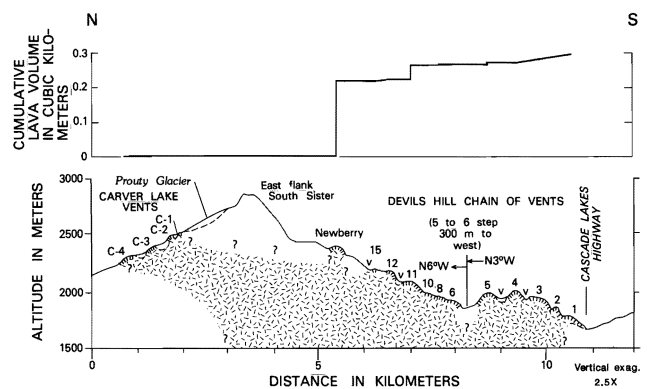 N S
CUMULATIVE
LAVA VOLUME
IN CUBIC KILO-
METERS
0.3
0.2
0.1
0
ALTITUDE IN METERS
3000
2500
2000
1500
Prouty Glacier
CARVER LAKE
VENTS
C-1
C-2
C-3
C-4
East flank
South Sister
Newberry
DEVILS HILL CHAIN OF VENTS
(5 to 6 step
300 m to
west)
N6°W N3°W
CASCADE LAKES
HIGHWAY
15
v 12
v 11
10 8 6
5 v 4 v 3
2 1
? ? ? ? ? ? ? ? ?
0 5 10
DISTANCE IN KILOMETERS
Vertical exag.
2.5X